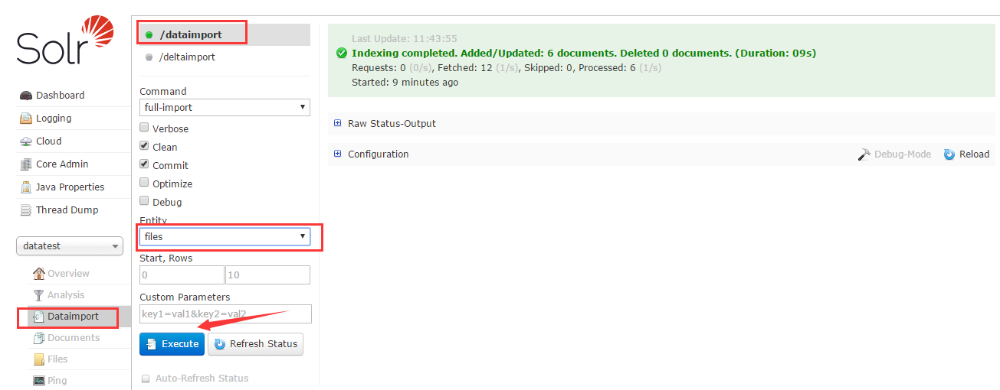 Solr
Dashboard
Logging
Cloud
Core Admin
Java Properties
Thread Dump
datatest
Overview
Analysis
Dataimport
Documents
Files
Ping
/dataimport
/deltaimport
Command
full-import
Verbose
Clean
Commit
Optimize
Debug
Entity
files
Start, Rows
0 10
Custom Parameters
key1=val1&key2=val2
Execute Refresh Status
Auto-Refresh Status
Last Update: 11:43:55
Indexing completed. Added/Updated: 6 documents. Deleted 0 documents. (Duration: 09s)
Requests: 0 (0/s), Fetched: 12 (1/s), Skipped: 0, Processed: 6 (1/s)
Started: 9 minutes ago
Raw Status-Output
Configuration Debug-Mode Reload